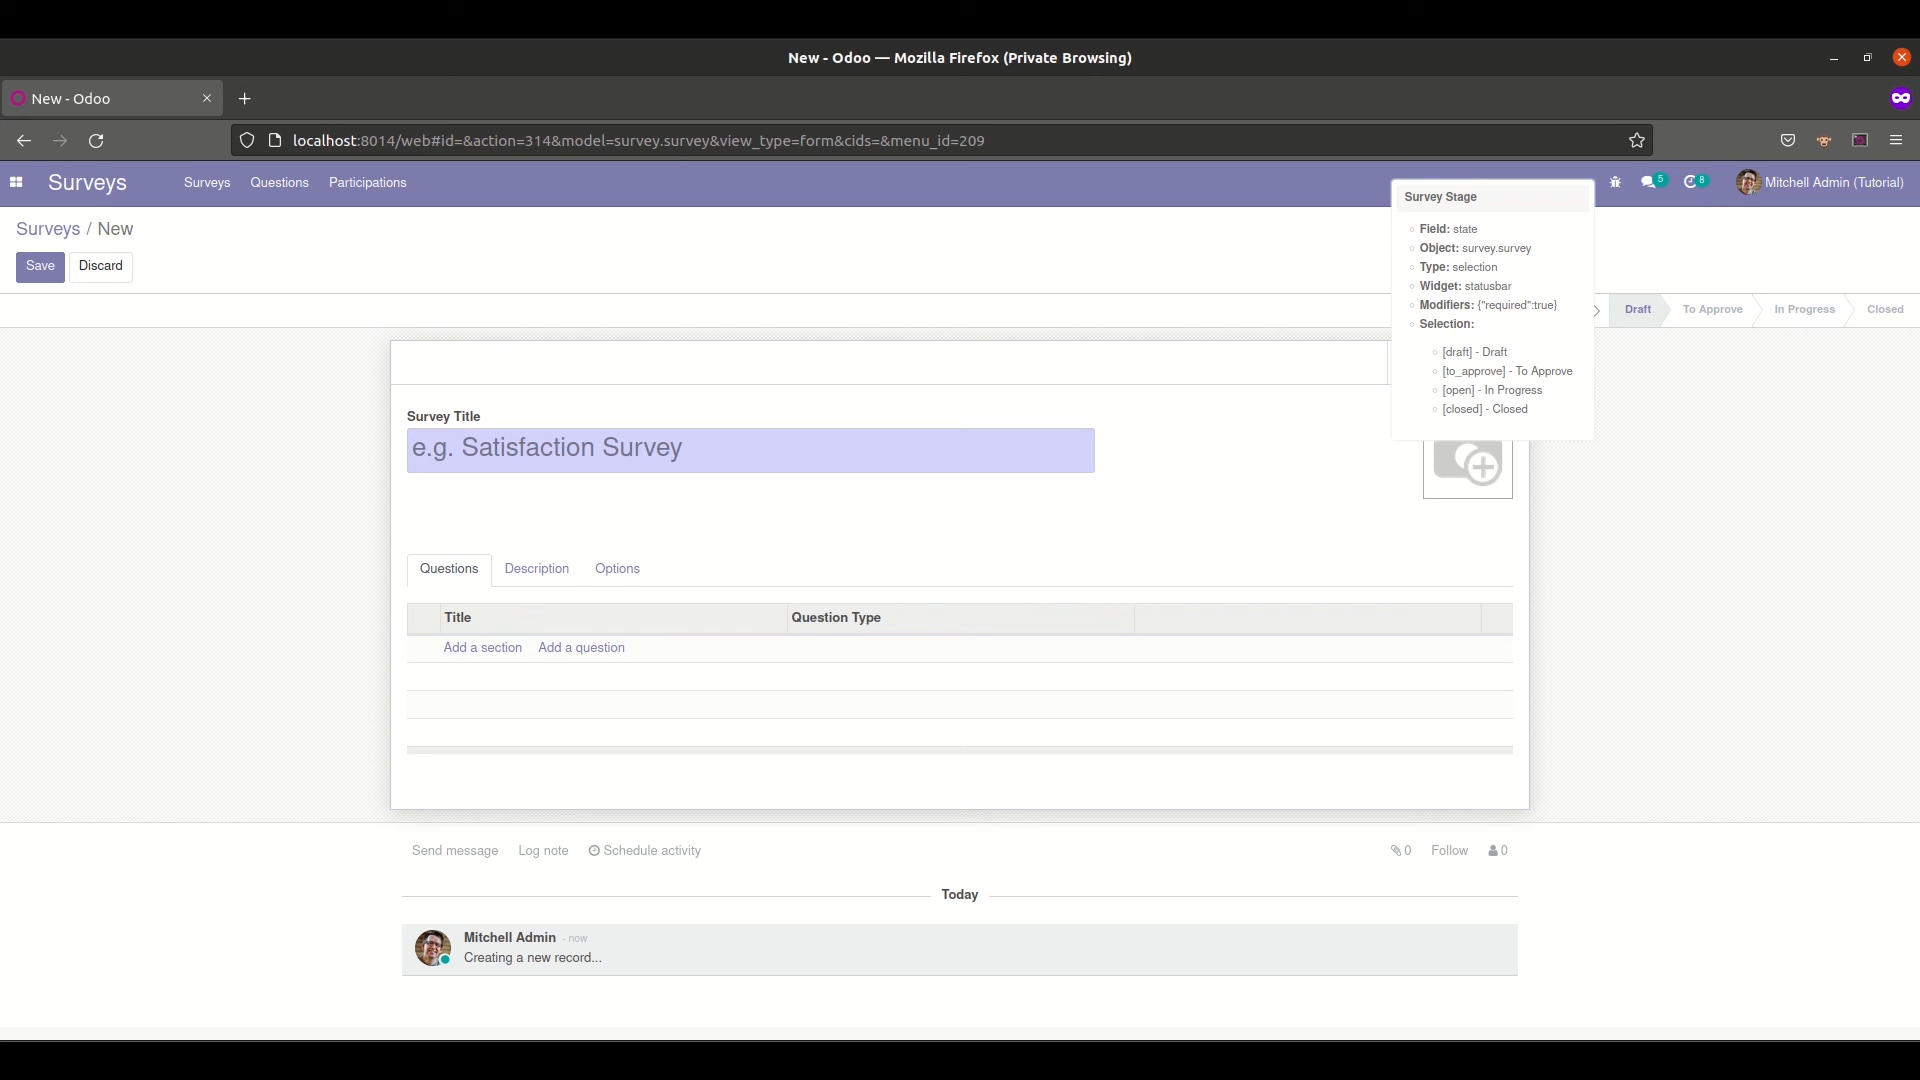 New - Odoo — Mozilla Firefox (Private Browsing)
New - Odoo
localhost:8014/web#id=&action=314&model=survey.survey&view_type=form&cids=&menu_id=209
Surveys
Surveys
Questions
Participations
5
8
Mitchell Admin (Tutorial)
Surveys / New
Save
Discard
Survey Stage
Field: state
Object: survey.survey
Type: selection
Widget: statusbar
Modifiers: {"required":true}
Selection:
[draft] - Draft
[to_approve] - To Approve
[open] - In Progress
[closed] - Closed
Draft
To Approve
In Progress
Closed
Survey Title
e.g. Satisfaction Survey
Questions
Description
Options
Title
Question Type
Add a section
Add a question
Send message
Log note
Schedule activity
0
Follow
0
Today
Mitchell Admin - now
Creating a new record...